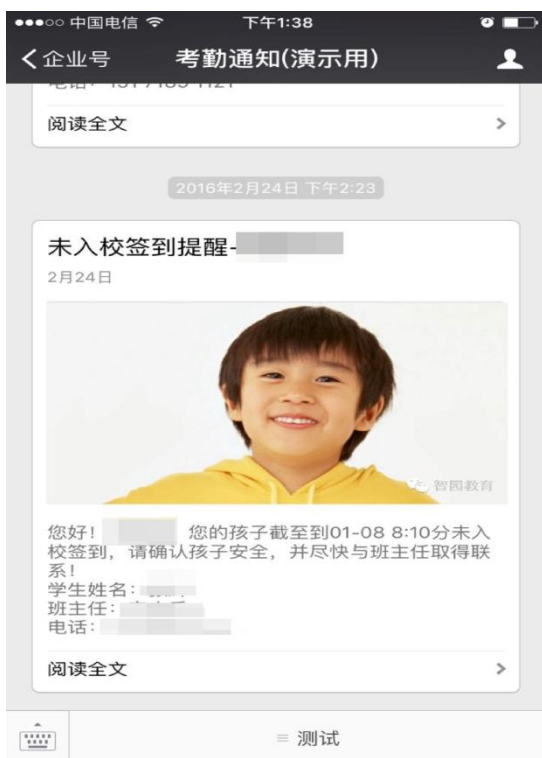 中国电信 下午1:38
企业号 考勤通知(演示用)
阅读全文
2016年2月24日 下午2:23
未入校签到提醒-
2月24日
智园教育
您好! 您的孩子截至到01-08 8:10分未入
校签到，请确认孩子安全，并尽快与班主任取得联
系!
学生姓名:
班主任:
电话:
阅读全文
测试